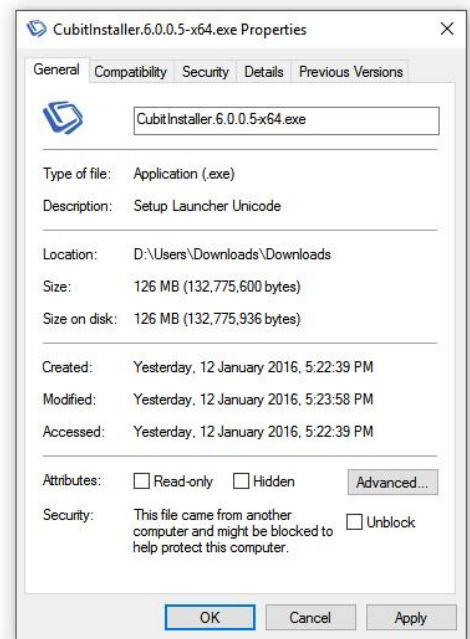 CubitInstaller.6.0.0.5-x64.exe Properties
General Compatibility Security Details Previous Versions
CubitInstaller.6.0.0.5-x64.exe
Type of file: Application (.exe)
Description: Setup Launcher Unicode
Location: D:\Users\Downloads\Downloads
Size: 126 MB (132,775,600 bytes)
Size on disk: 126 MB (132,775,936 bytes)
Created: Yesterday, 12 January 2016, 5:22:39 PM
Modified: Yesterday, 12 January 2016, 5:23:58 PM
Accessed: Yesterday, 12 January 2016, 5:22:39 PM
Attributes: Read-only Hidden Advanced...
Security: This file came from another
computer and might be blocked to
help protect this computer.
Unblock
OK Cancel Apply